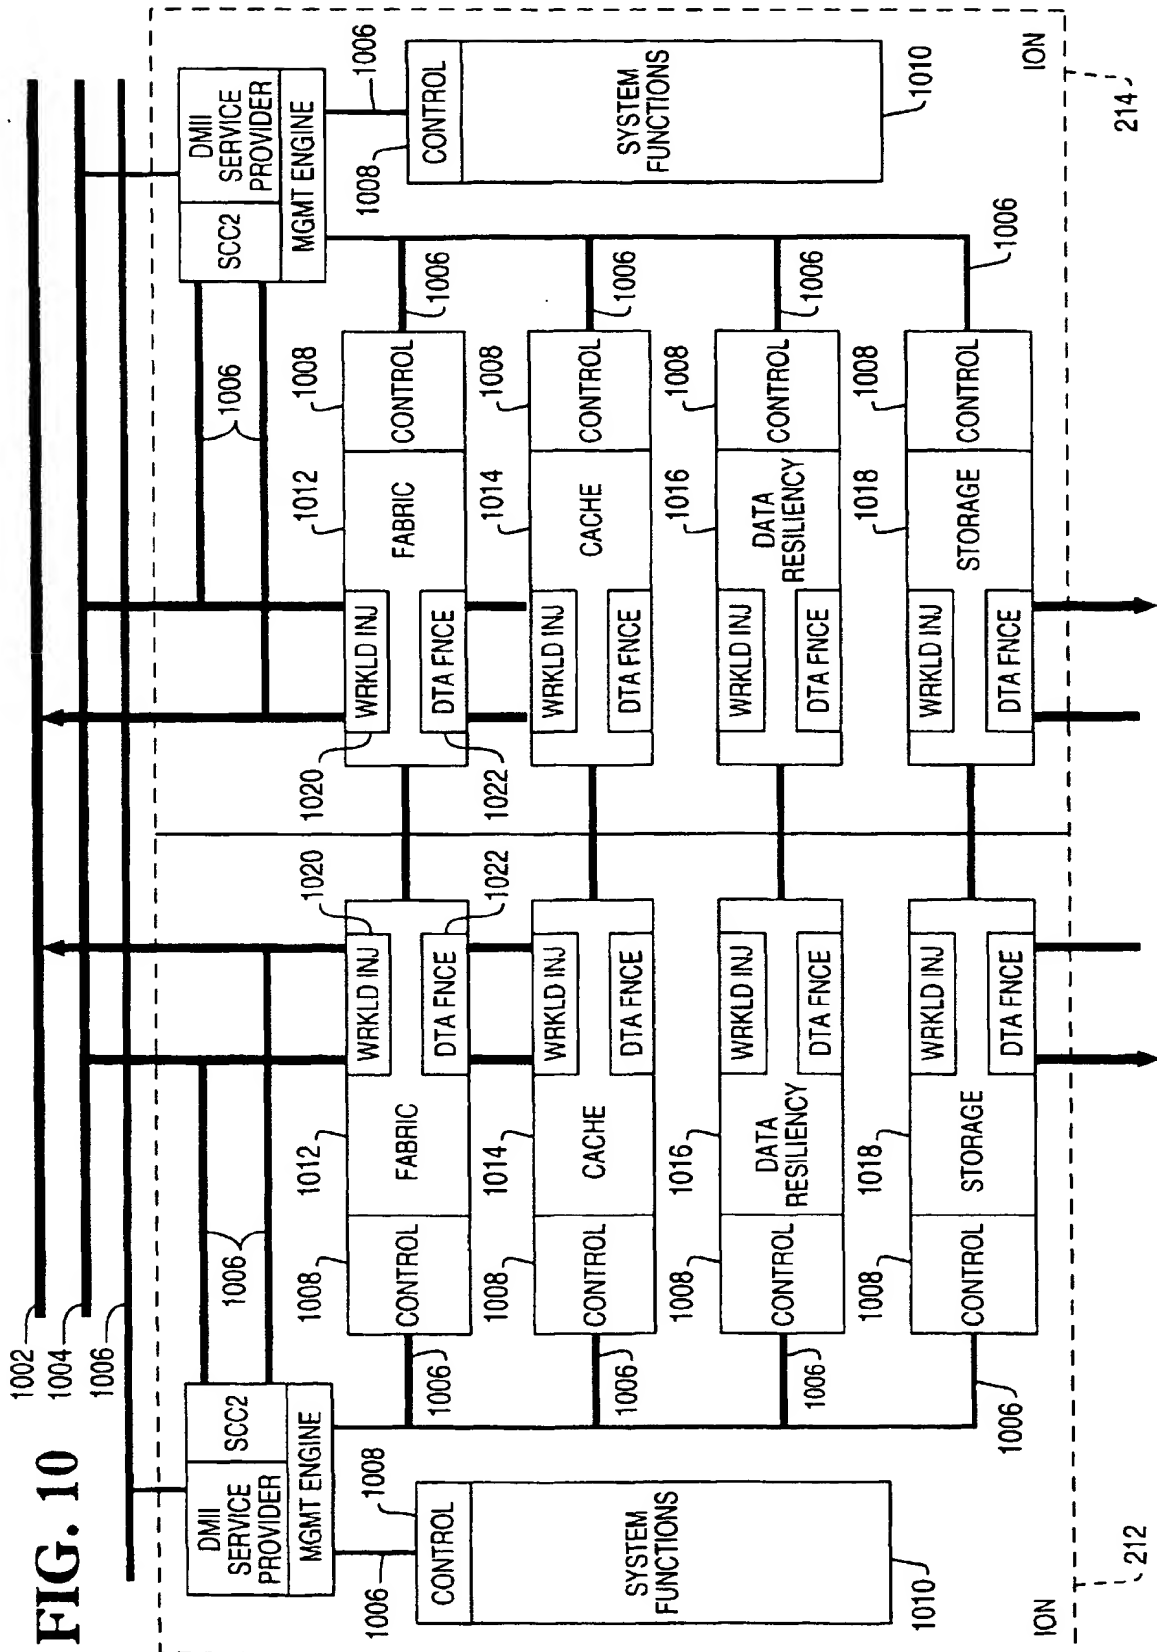 FIG. 10
1002
1004
1006
DMII
SERVICE
PROVIDER
SCC2
MGMT ENGINE
1006
1006
1008
CONTROL
SYSTEM
FUNCTIONS
1010
ION
212
1008
1012
1020
CONTROL
FABRIC
WRKLD INJ
DTA FNCE
1022
1006
1008
1014
CONTROL
CACHE
WRKLD INJ
DTA FNCE
1006
1008
1016
CONTROL
DATA
RESILIENCY
WRKLD INJ
DTA FNCE
1006
1008
1018
CONTROL
STORAGE
WRKLD INJ
DTA FNCE
1006
DMII
SERVICE
PROVIDER
SCC2
MGMT ENGINE
1006
1006
1008
CONTROL
SYSTEM
FUNCTIONS
1010
ION
214
1020
1012
1008
WRKLD INJ
DTA FNCE
FABRIC
CONTROL
1022
1006
1014
1008
WRKLD INJ
DTA FNCE
CACHE
CONTROL
1006
1016
1008
WRKLD INJ
DTA FNCE
DATA
RESILIENCY
CONTROL
1006
1018
1008
WRKLD INJ
DTA FNCE
STORAGE
CONTROL
1006